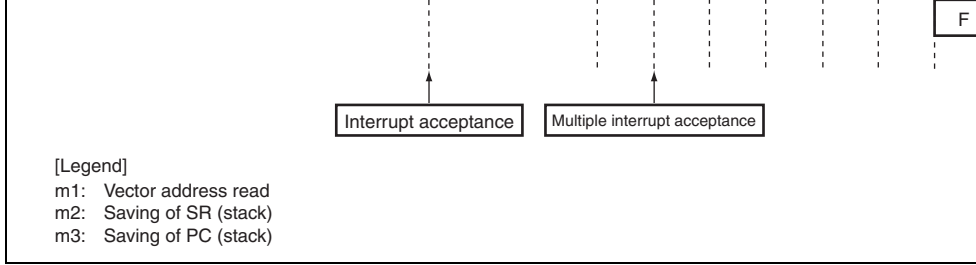 F
Interrupt acceptance Multiple interrupt acceptance
[Legend]
m1: Vector address read
m2: Saving of SR (stack)
m3: Saving of PC (stack)